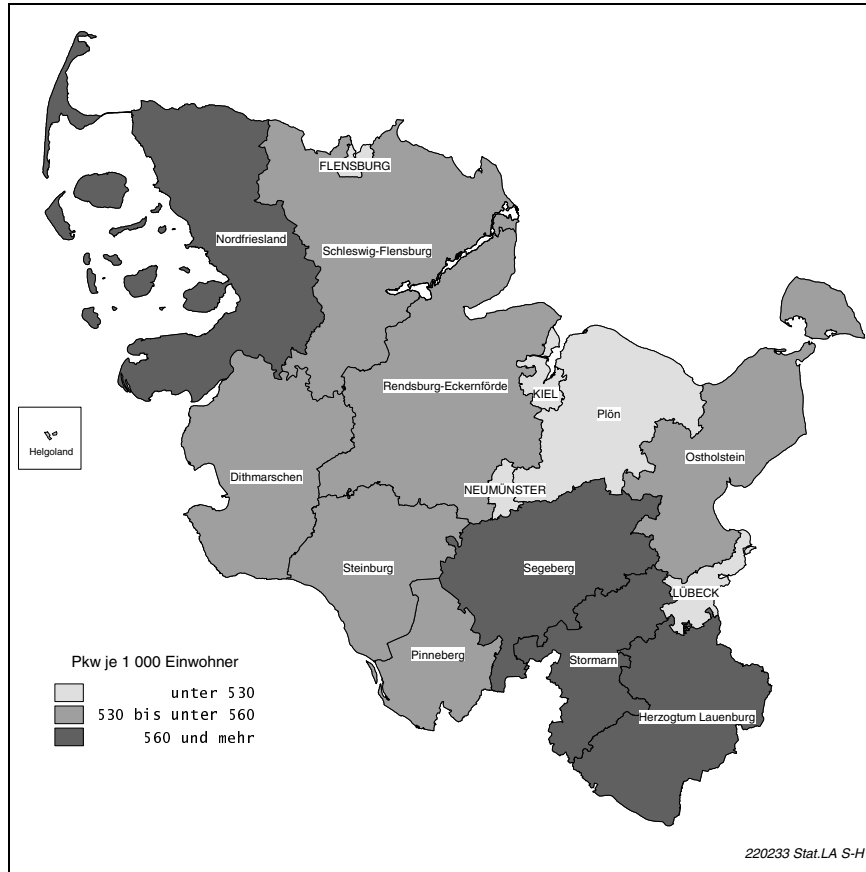 FLENSBURG
Nordfriesland
Schleswig-Flensburg
Rendsburg-Eckernförde
KIEL
Plön
Ostholstein
Helgoland
Dithmarschen
NEUMÜNSTER
Steinburg
Segeberg
LÜBECK
Pinneberg
Stormarn
Herzogtum Lauenburg
Pkw je 1 000 Einwohner
unter 530
530 bis unter 560
560 und mehr
220233 Stat.LA S-H